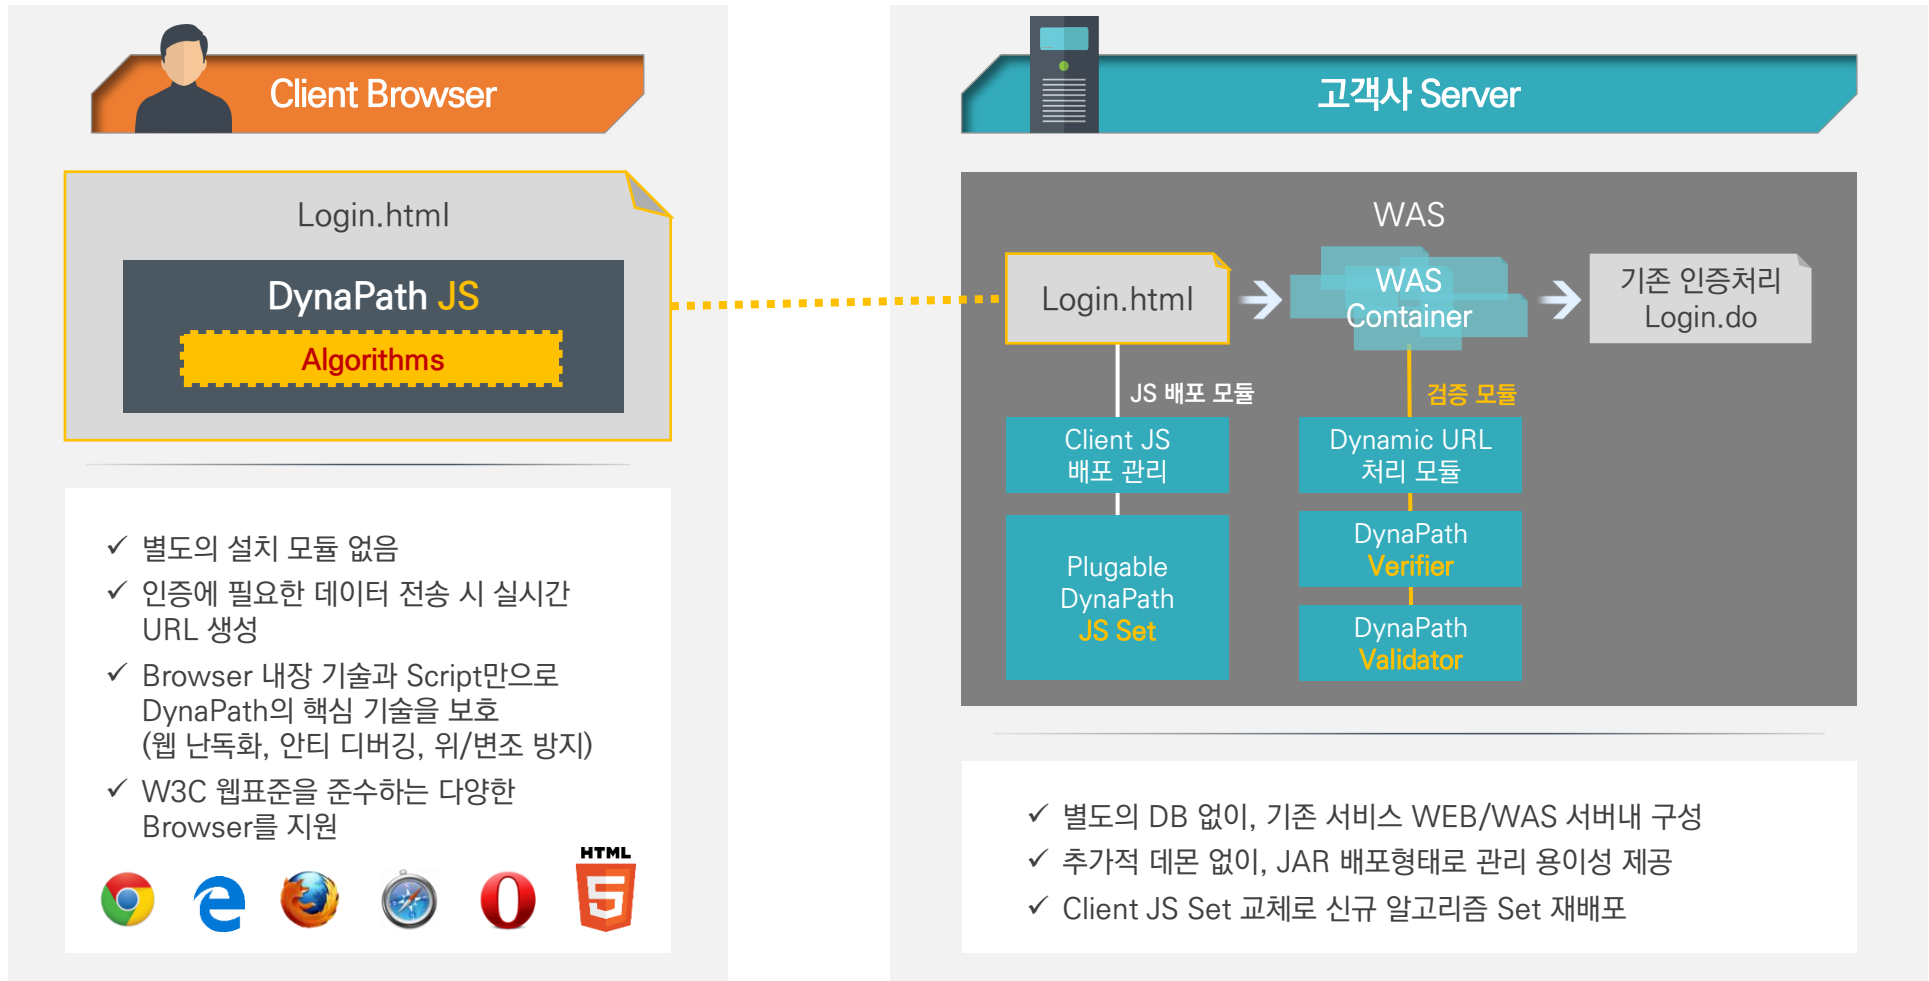 Client Browser
Login.html
DynaPath JS
Algorithms
✓ 별도의 설치 모듈 없음
✓ 인증에 필요한 데이터 전송 시 실시간
URL 생성
✓ Browser 내장 기술과 Script만으로
DynaPath의 핵심 기술을 보호
(웹 난독화, 안티 디버깅, 위/변조 방지)
✓ W3C 웹표준을 준수하는 다양한
Browser를 지원
HTML
5
고객사 Server
WAS
Login.html
WAS
Container
기존 인증처리
Login.do
JS 배포 모듈
검증 모듈
Client JS
배포 관리
Dynamic URL
처리 모듈
Plugable
DynaPath
JS Set
DynaPath
Verifier
DynaPath
Validator
✓ 별도의 DB 없이, 기존 서비스 WEB/WAS 서버내 구성
✓ 추가적 데몬 없이, JAR 배포형태로 관리 용이성 제공
✓ Client JS Set 교체로 신규 알고리즘 Set 재배포